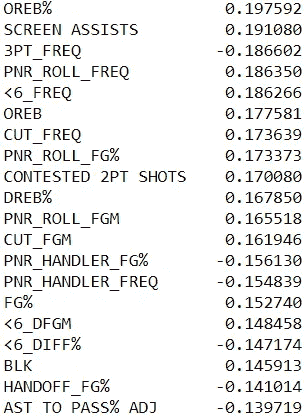 OREB% 0.197592
SCREEN ASSISTS 0.191080
3PT_FREQ -0.186602
PNR_ROLL_FREQ 0.186350
<6_FREQ 0.186266
OREB 0.177581
CUT_FREQ 0.173639
PNR_ROLL_FG% 0.173373
CONTESTED 2PT SHOTS 0.170080
DREB% 0.167850
PNR_ROLL_FGM 0.165518
CUT_FGM 0.161946
PNR_HANDLER_FG% -0.156130
PNR_HANDLER_FREQ -0.154839
FG% 0.152740
<6_DFGM 0.148458
<6_DIFF% -0.147174
BLK 0.145913
HANDOFF_FG% -0.141014
AST TO PASS% ADJ -0.139719